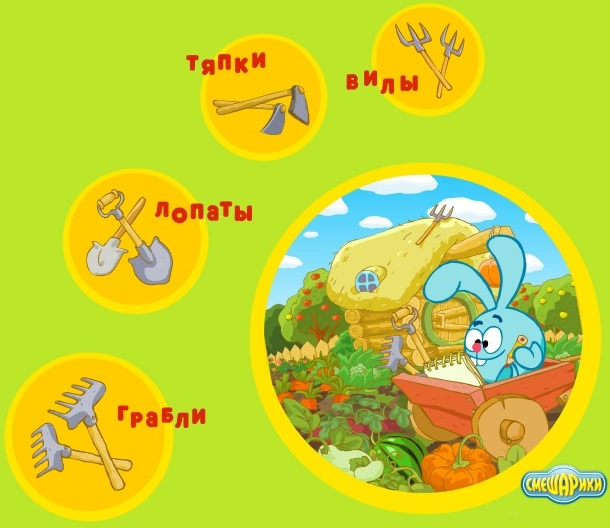 тяпки
вилы
лопаты
грабли
СМЕШАРИКИ